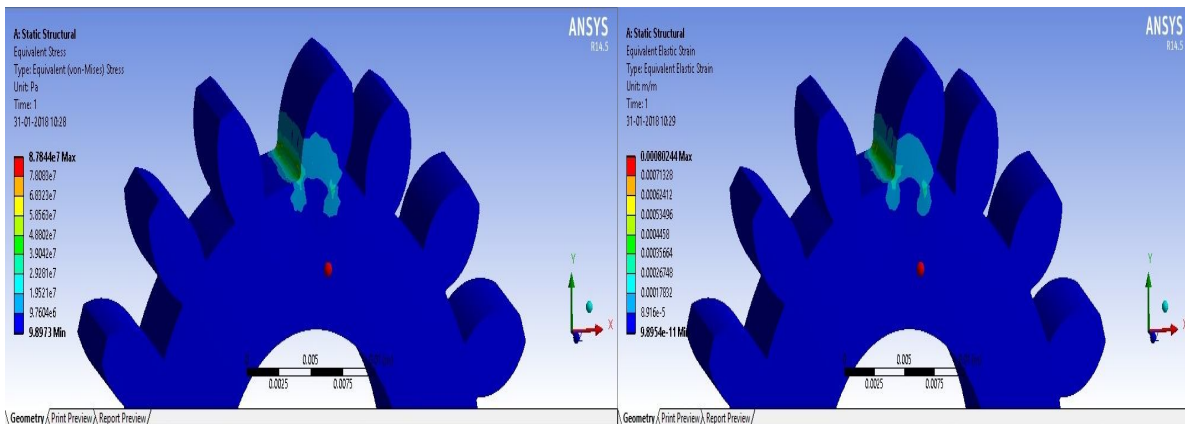 A: Static Structural
Equivalent Stress
Type: Equivalent (von-Mises) Stress
Unit: Pa
Time: 1
31-01-2018 10:28
8.7844e7 Max
7.8083e7
6.8323e7
5.8563e7
4.8802e7
3.9042e7
2.9281e7
1.9521e7
9.7604e6
9.8973 Min
ANSYS
R14.5
Y
X
0.005
0.0025
0.0075
Geometry Print Preview Report Preview
A: Static Structural
Equivalent Elastic Strain
Type: Equivalent Elastic Strain
Unit: m/m
Time: 1
31-01-2018 10:29
0.00080244 Max
0.00071328
0.00062412
0.00053496
0.0004458
0.00035664
0.00026748
0.00017832
8.916e-5
9.8954e-11 Min
ANSYS
R14.5
Y
X
0.005
0.0025
0.0075
Geometry Print Preview Report Preview